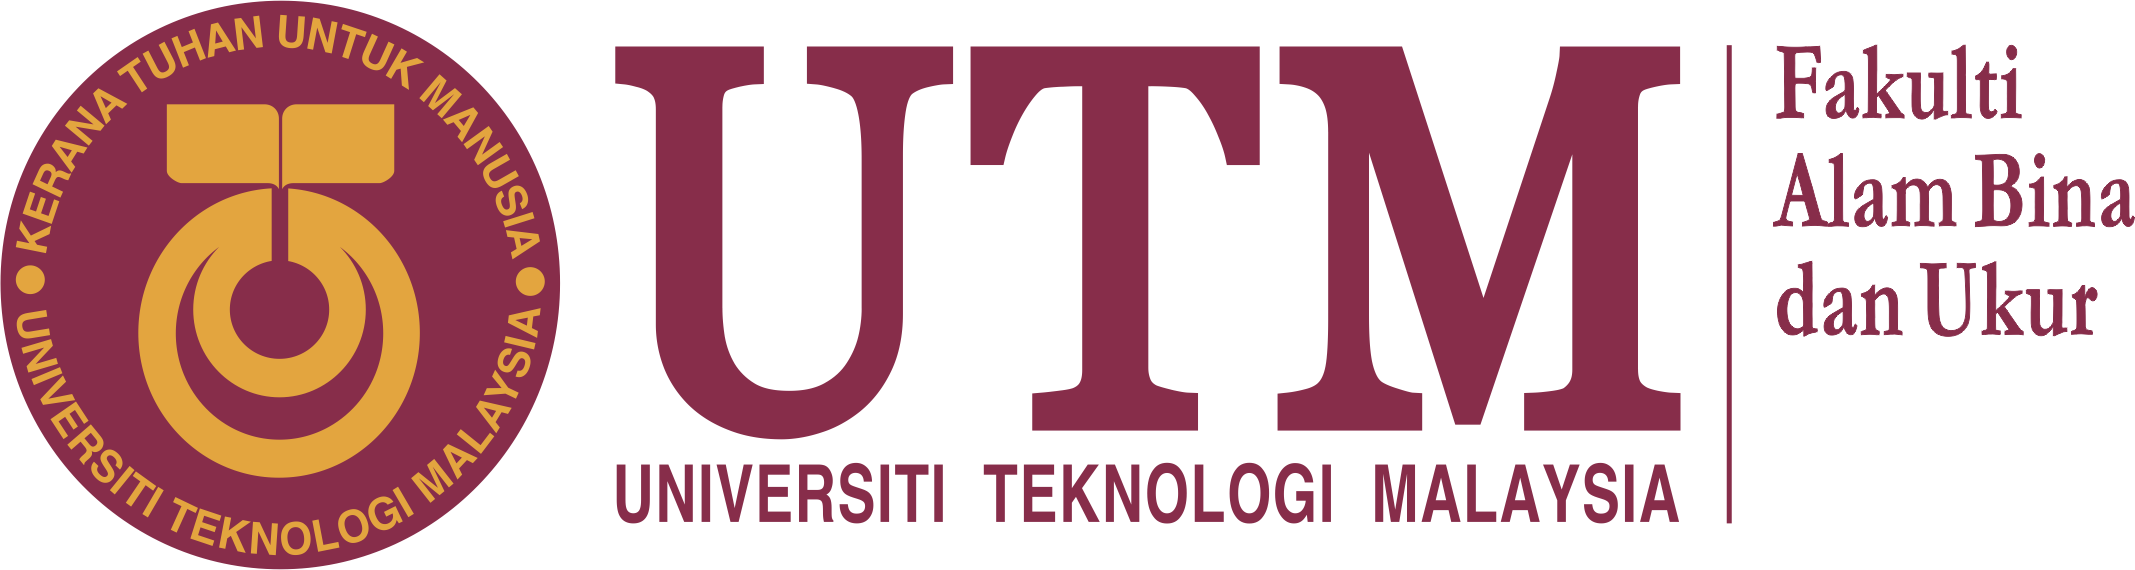 KERANA TUHAN UNTUK MANUSIA
UNIVERSITI TEKNOLOGI MALAYSIA
UTM
UNIVERSITI TEKNOLOGI MALAYSIA
Fakulti
Alam Bina
dan Ukur